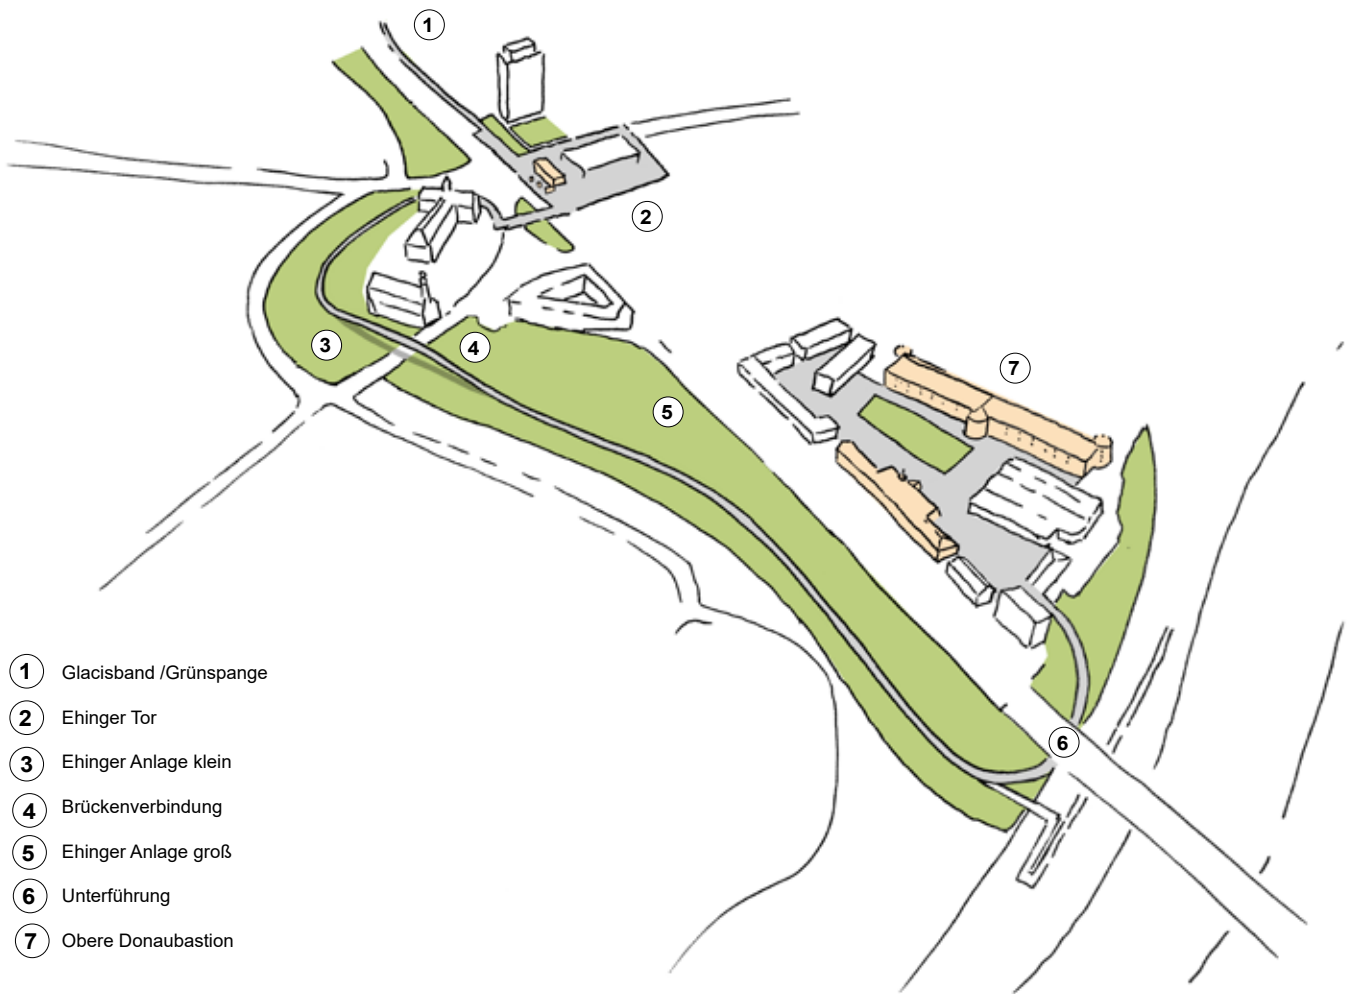 1
2
3
4
5
7
6
1 Glacisband /Grünspange
2 Ehinger Tor
3 Ehinger Anlage klein
4 Brückenverbindung
5 Ehinger Anlage groß
6 Unterführung
7 Obere Donaubastion